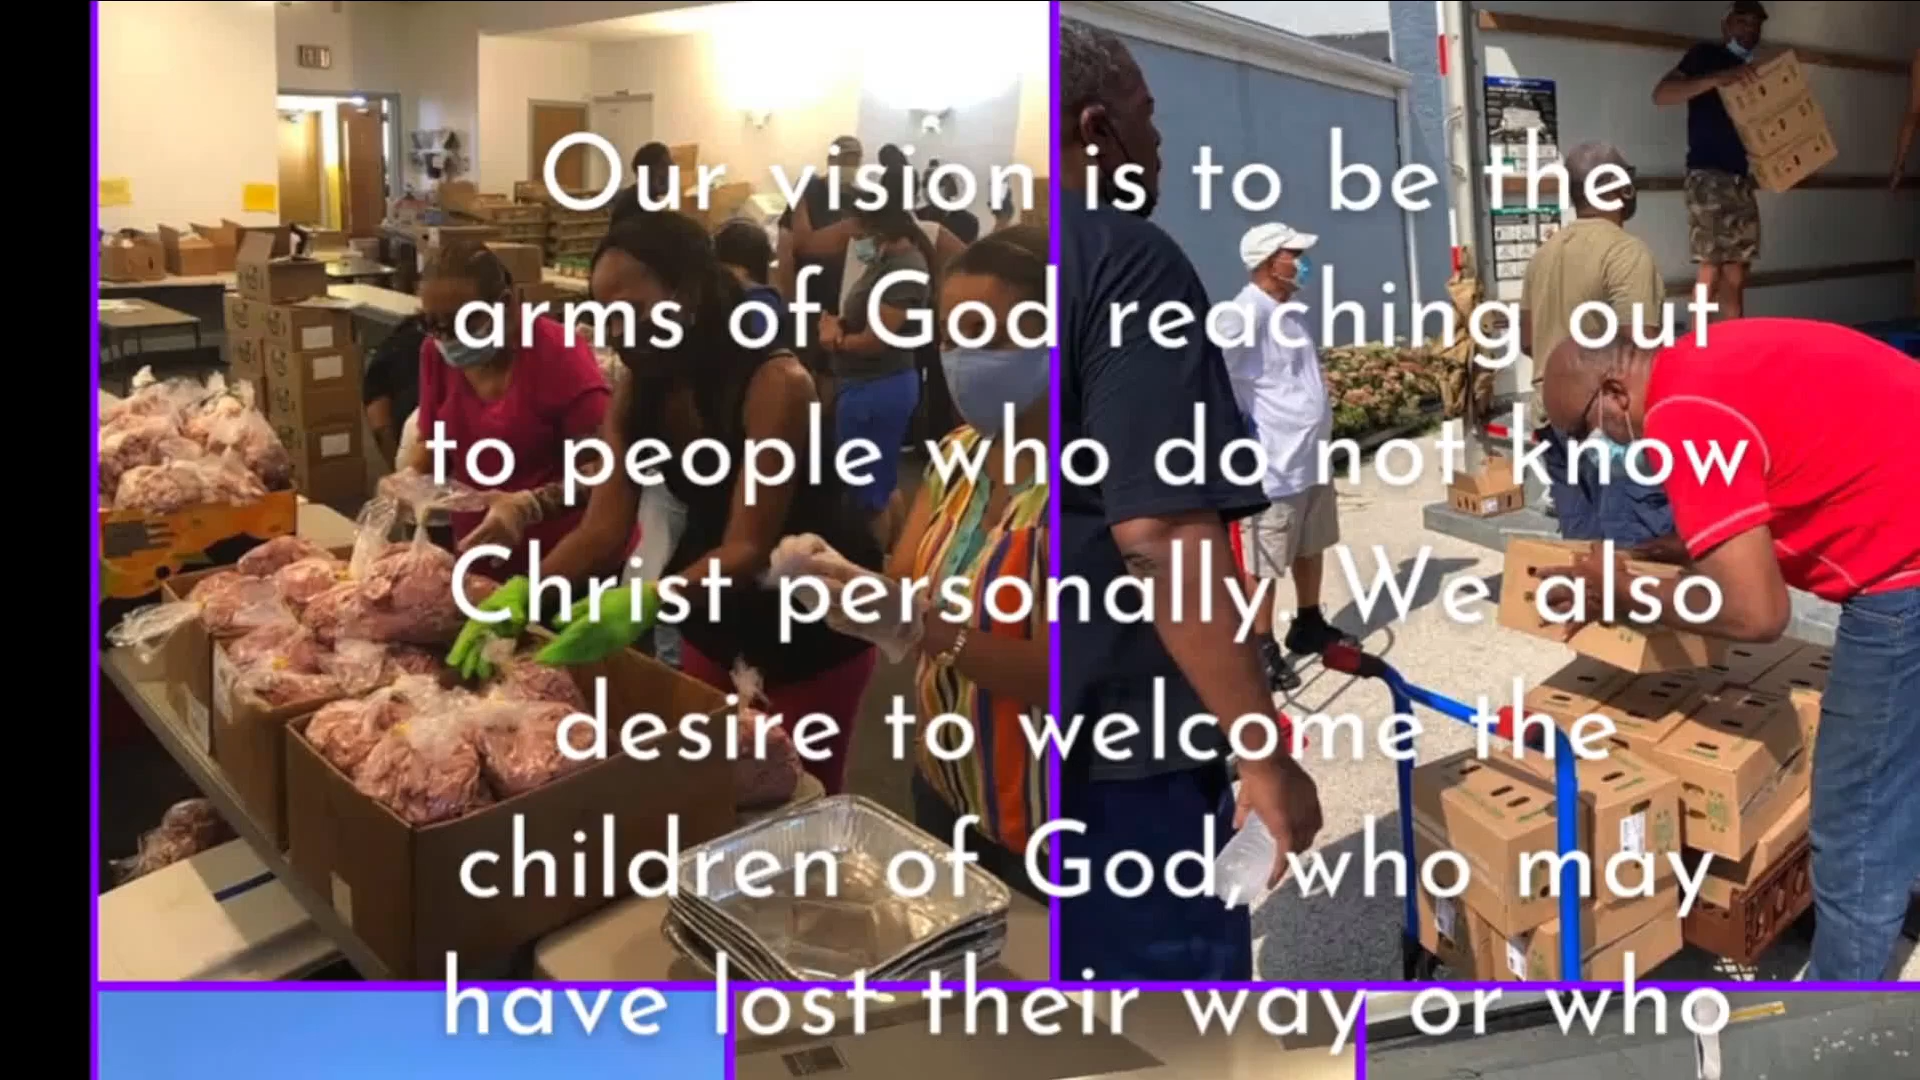 EXIT
Our vision is to be the
arms of God reaching out
to people who do not know
Christ personally. We also
desire to welcome the
children of God, who may
have lost their way or who